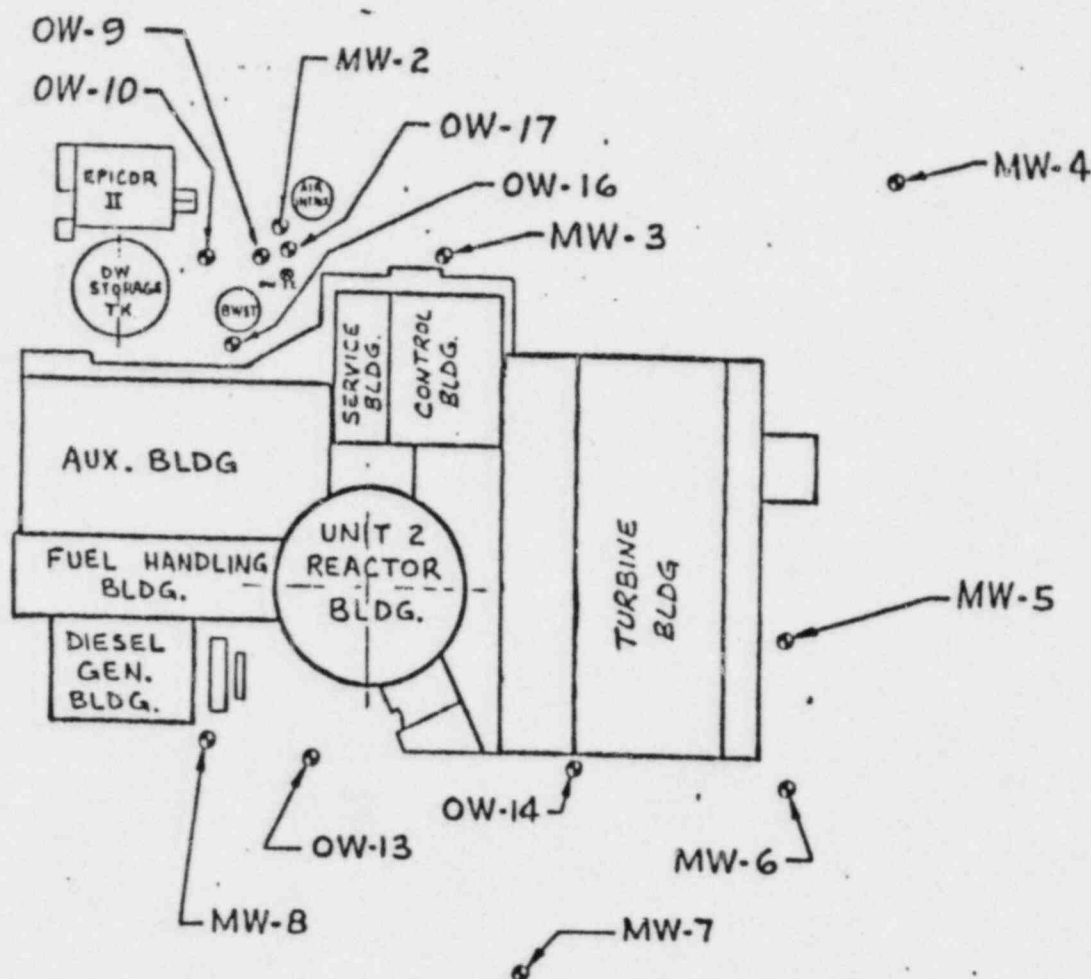 OW-9
MW-2
OW-10
OW-17
MW-4
EPICOR
II
AIR
OW-16
MW-3
DW
STORAGE
TK.
BWST
SERVICE
BLDG.
CONTROL
BLDG.
AUX. BLDG
UNIT 2
REACTOR
BLDG.
FUEL HANDLING
BLDG.
TURBINE
BLDG
MW-5
DIESEL
GEN.
BLDG.
OW-14
OW-13
MW-6
MW-8
MW-7